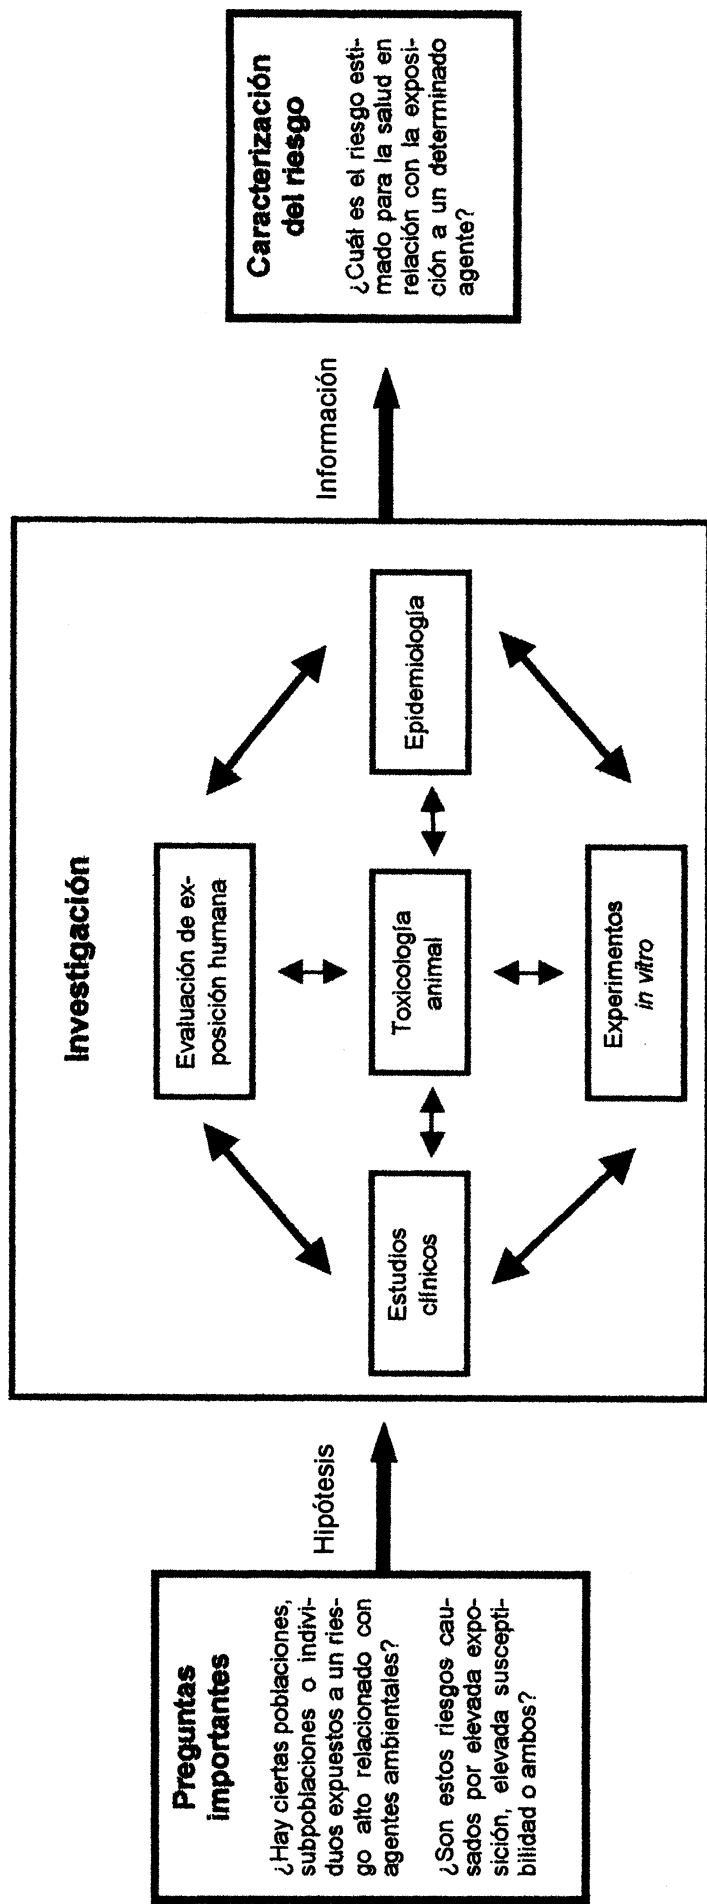 Preguntas
importantes
¿Hay ciertas poblaciones,
subpoblaciones o indivi-
duos expuestos a un ries-
go alto relacionado con
agentes ambientales?
¿Son estos riesgos cau-
sados por elevada expo-
sición, elevada suscepti-
bilidad o ambos?
Hipótesis
Investigación
Evaluación de ex-
posición humana
Estudios
clínicos
Toxicología
animal
Epidemiología
Experimentos
in vitro
Información
Caracterización
del riesgo
¿Cuál es el riesgo esti-
mado para la salud en
relación con la exposi-
ción a un determinado
agente?